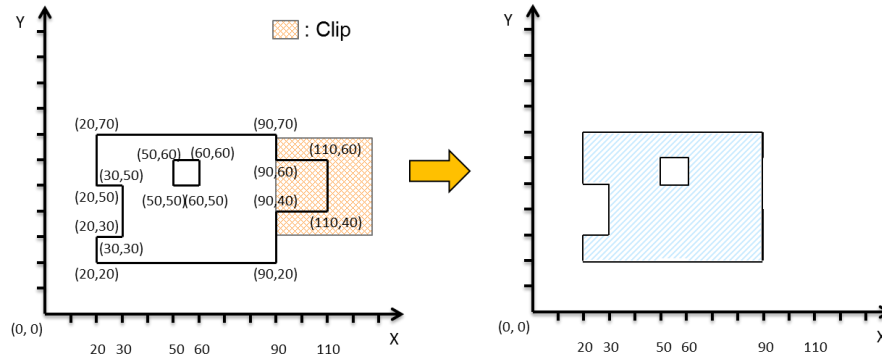 Y
: Clip
(20,70)
(90,70)
(50,60)
(60,60)
(110,60)
(30,50)
(90,60)
(20,50)
(50,50)
(60,50)
(90,40)
(20,30)
(110,40)
(30,30)
(20,20)
(90,20)
(0, 0)
X
20 30 50 60 90 110
Y
(0, 0)
X
20 30 50 60 90 110